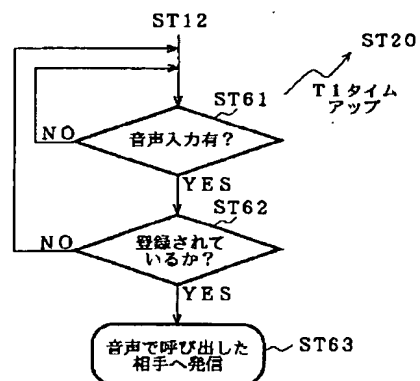 ST12
ST20
T1タイム
アップ
ST61
音声入力有?
NO
YES
ST62
登録されて
いるか?
NO
YES
音声で呼び出した
相手へ発信
ST63